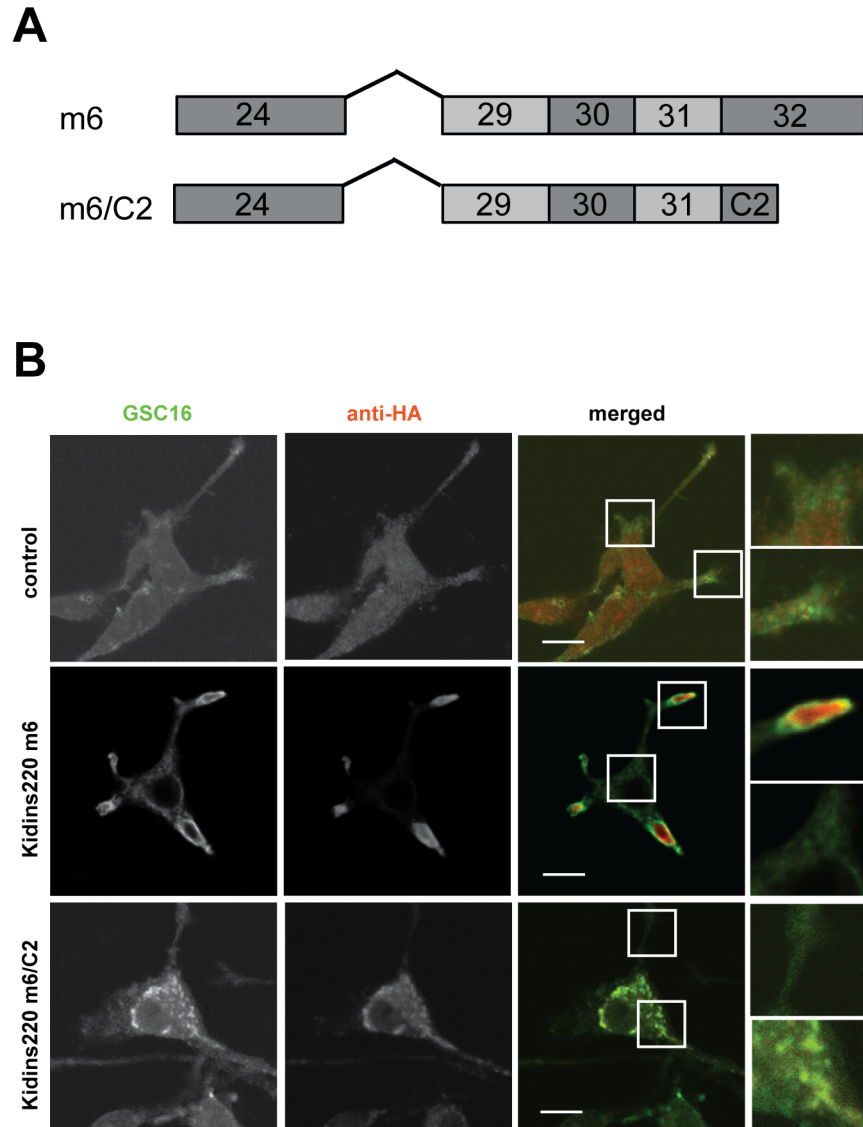 A
m6 24 29 30 31 32
m6/C2 24 29 30 31 C2
B
GSC16 anti-HA merged
control
Kidins220 m6
Kidins220 m6/C2